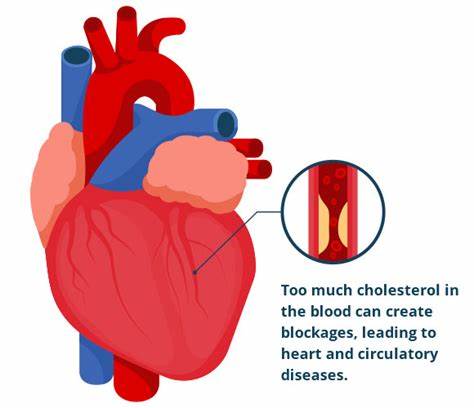 Too much cholesterol in
the blood can create
blockages, leading to
heart and circulatory
diseases.